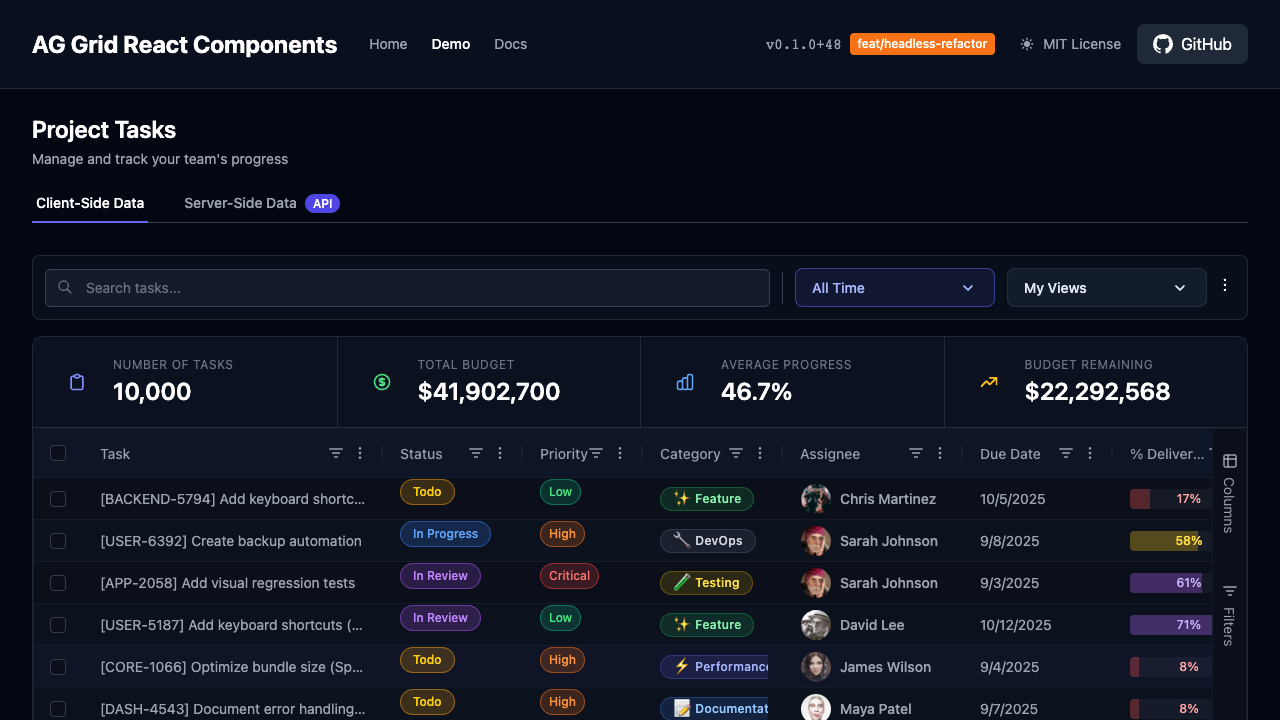 AG Grid React Components Home Demo Docs v0.1.0+48 feat/headless-refactor MIT License GitHub
Project Tasks
Manage and track your team's progress
Client-Side Data Server-Side Data API
Search tasks... All Time My Views
NUMBER OF TASKS TOTAL BUDGET AVERAGE PROGRESS BUDGET REMAINING
10,000 $41,902,700 46.7% $22,292,568
Task Status Priority Category Assignee Due Date % Deliver...
[BACKEND-5794] Add keyboard shortc... Todo Low Feature Chris Martinez 10/5/2025 17%
[USER-6392] Create backup automation In Progress High DevOps Sarah Johnson 9/8/2025 58%
[APP-2058] Add visual regression tests In Review Critical Testing Sarah Johnson 9/3/2025 61%
[USER-5187] Add keyboard shortcuts (... In Review Low Feature David Lee 10/12/2025 71%
[CORE-1066] Optimize bundle size (Sp... Todo High Performance James Wilson 9/4/2025 8%
[DASH-4543] Document error handling... Todo High Documentat Maya Patel 9/7/2025 8%
Columns
Filters